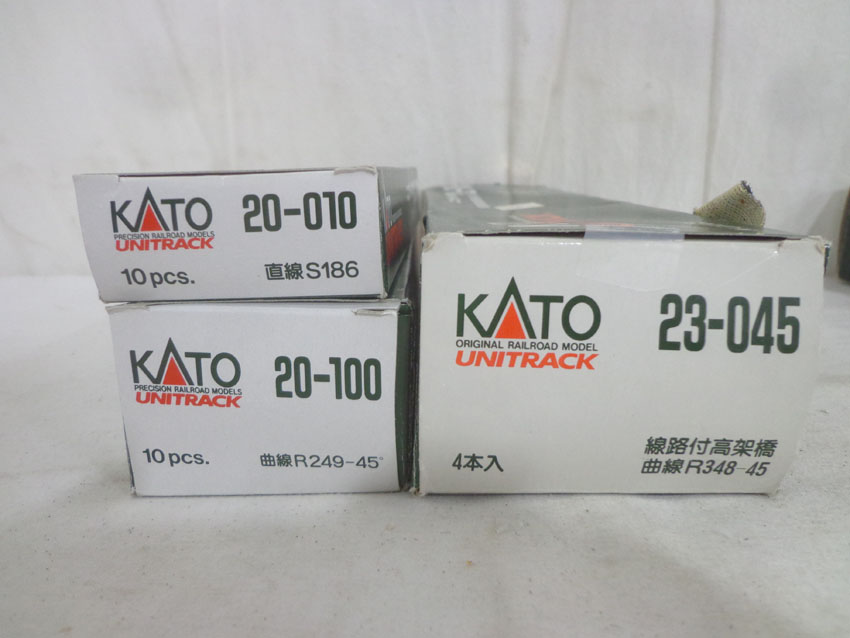 KATO
PRECISION RAILROAD MODELS
UNITRACK
20-010
10 pcs.
直線S186
KATO
PRECISION RAILROAD MODELS
UNITRACK
20-100
10 pcs.
曲線R249-45°
KATO
ORIGINAL RAILROAD MODEL
UNITRACK
23-045
4本入
線路付高架橋
曲線R348-45